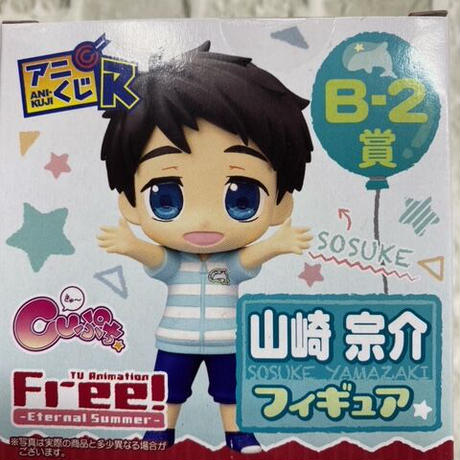 アニくじR
ANI-KUJI
B-2
賞
SOSUKE
きゅ〜
Cuぷち
山崎 宗介
SOSUKE YAMAZAKI
フィギュア
TV Animation
Free!
-Eternal Summer-
※写真は実際の商品と多少異なる場合が
ございます。